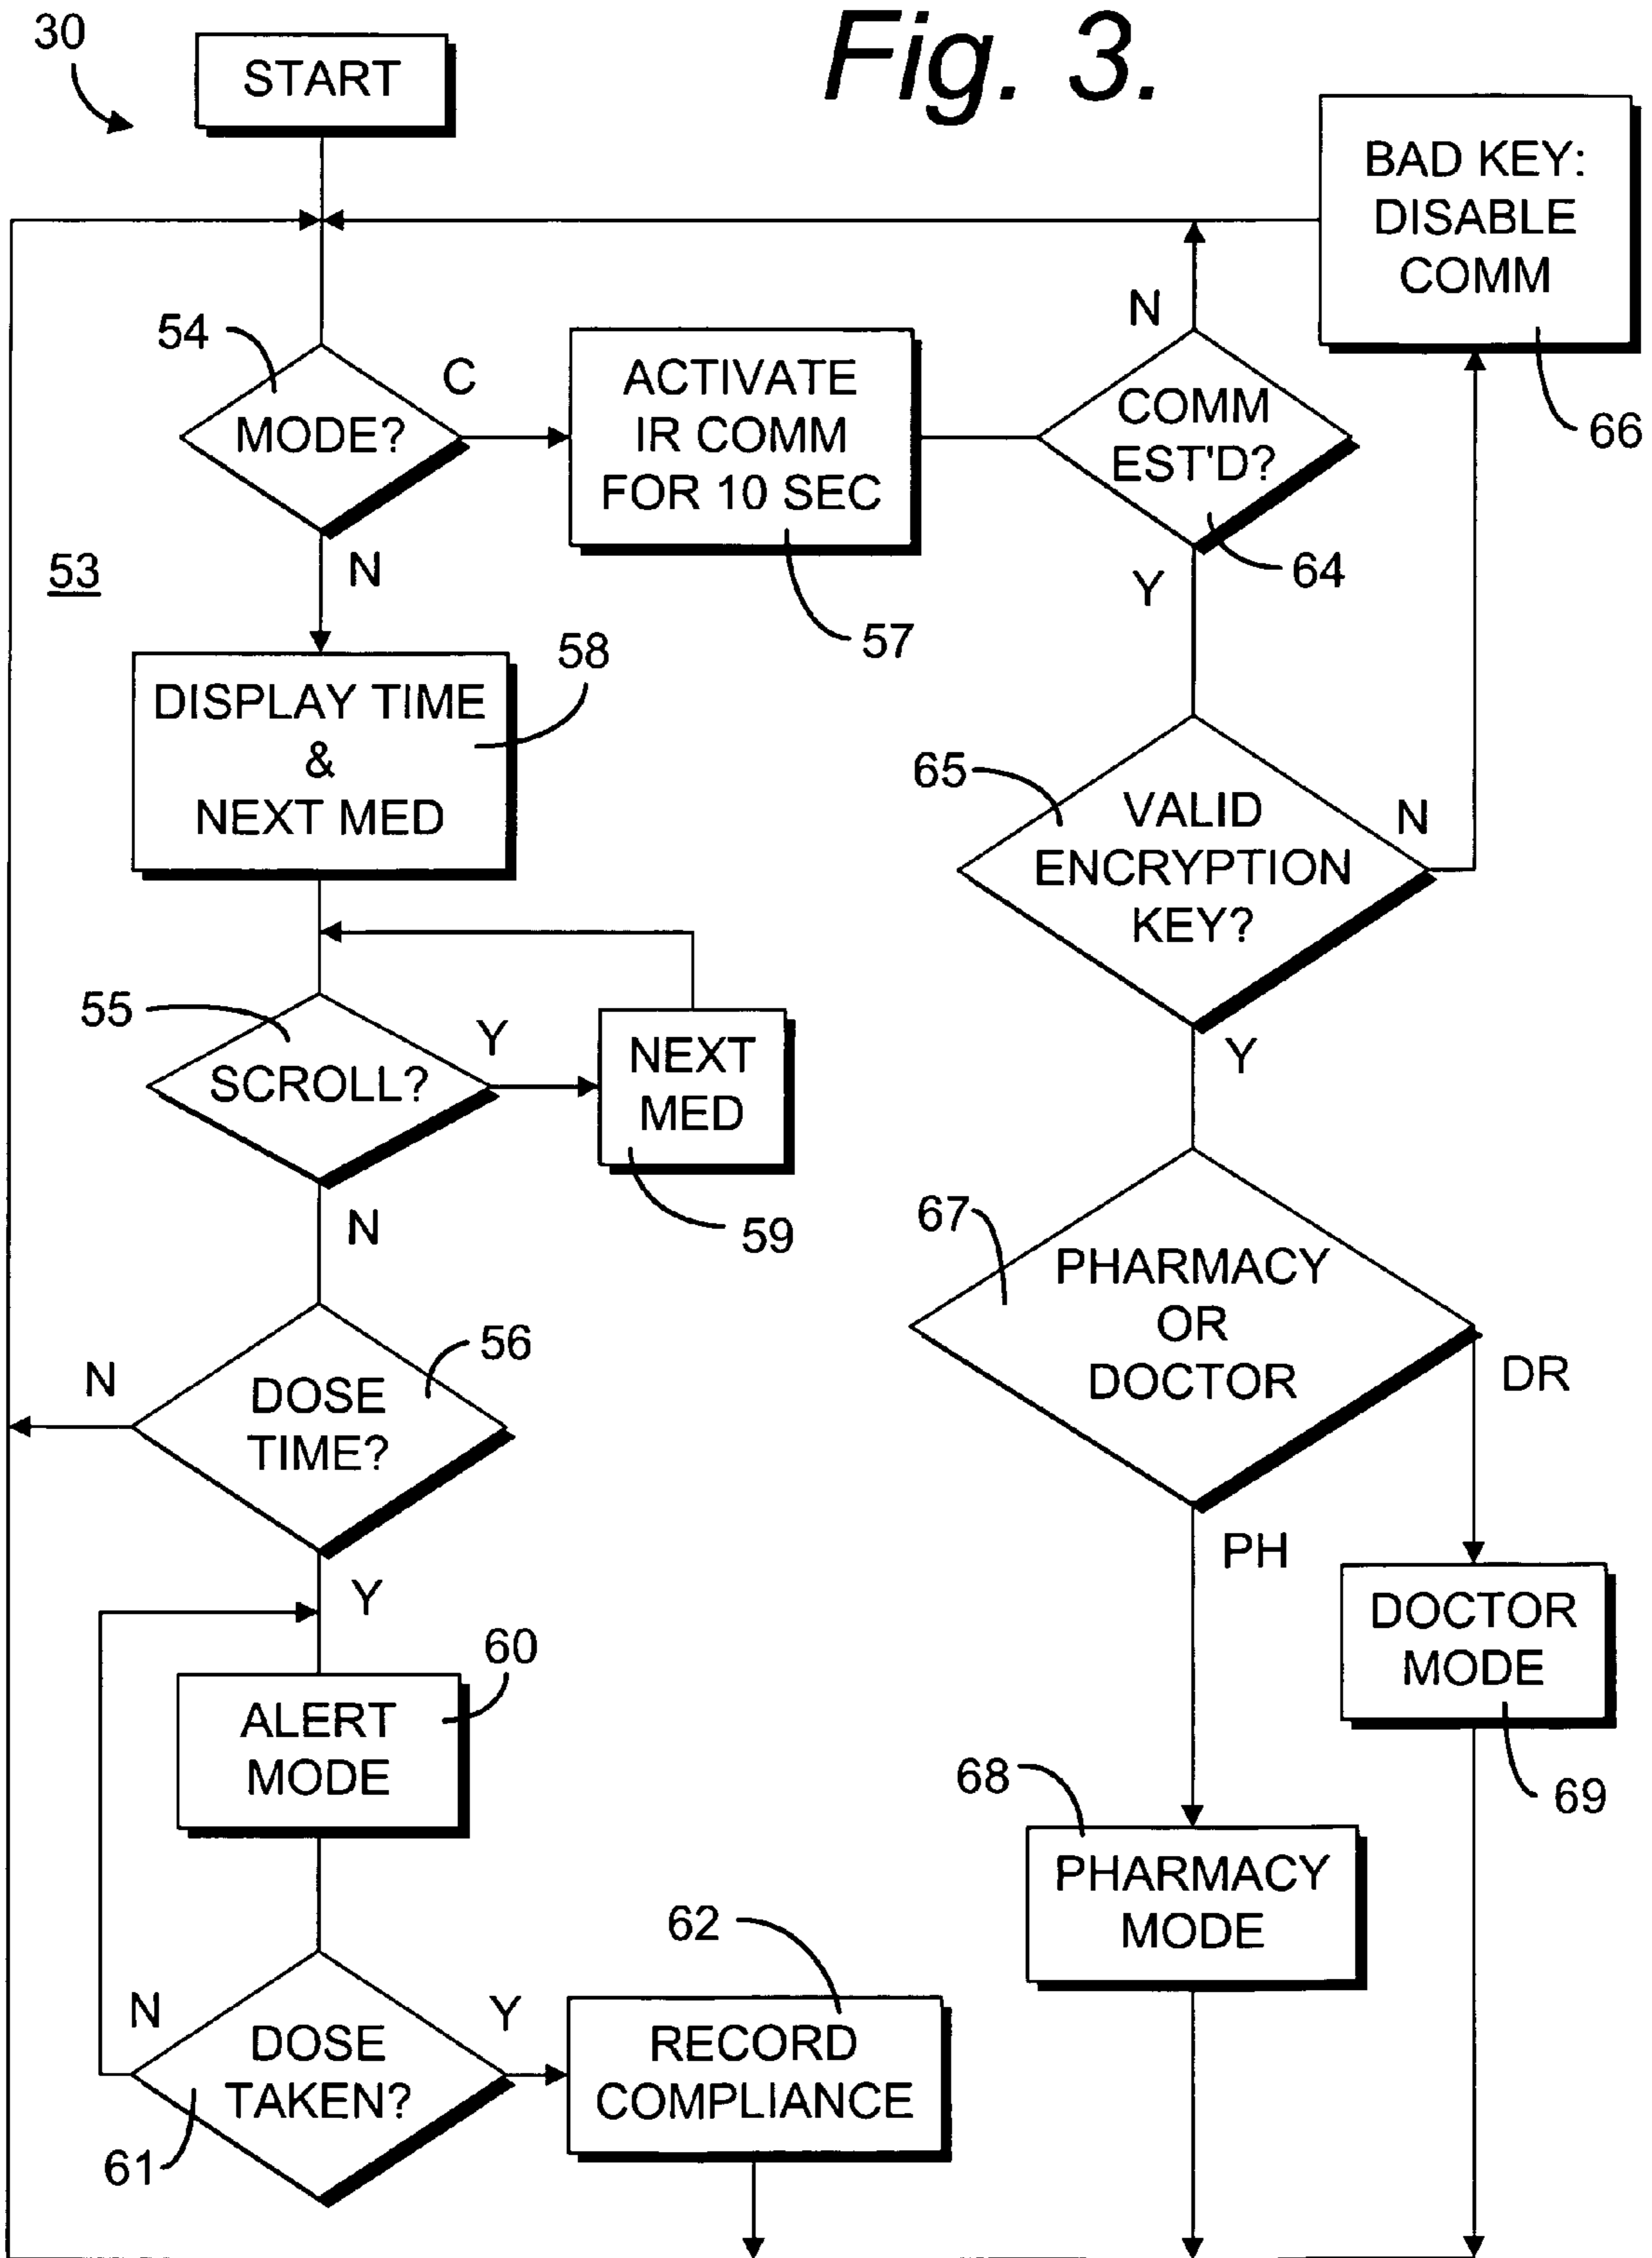 Fig. 3.
30
START
BAD KEY:
DISABLE
COMM
66
54
MODE?
C
N
ACTIVATE
IR COMM
FOR 10 SEC
57
COMM
EST'D?
N
64
Y
53
58
DISPLAY TIME
&
NEXT MED
65
VALID
ENCRYPTION
KEY?
N
Y
55
SCROLL?
Y
NEXT
MED
59
N
67
PHARMACY
OR
DOCTOR
DR
PH
56
DOSE
TIME?
N
Y
60
ALERT
MODE
DOCTOR
MODE
69
68
PHARMACY
MODE
61
DOSE
TAKEN?
N
Y
62
RECORD
COMPLIANCE